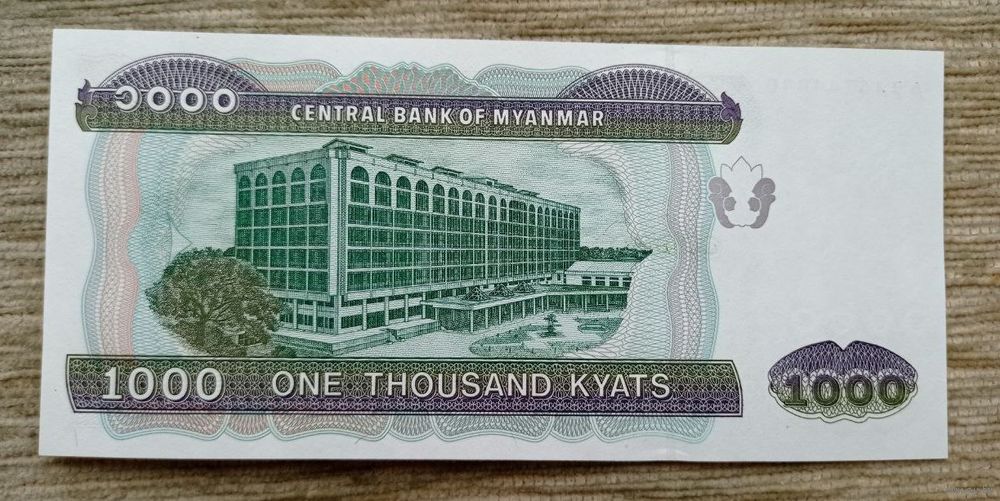 ၁၀၀၀
CENTRAL BANK OF MYANMAR
1000 ONE THOUSAND KYATS
1000